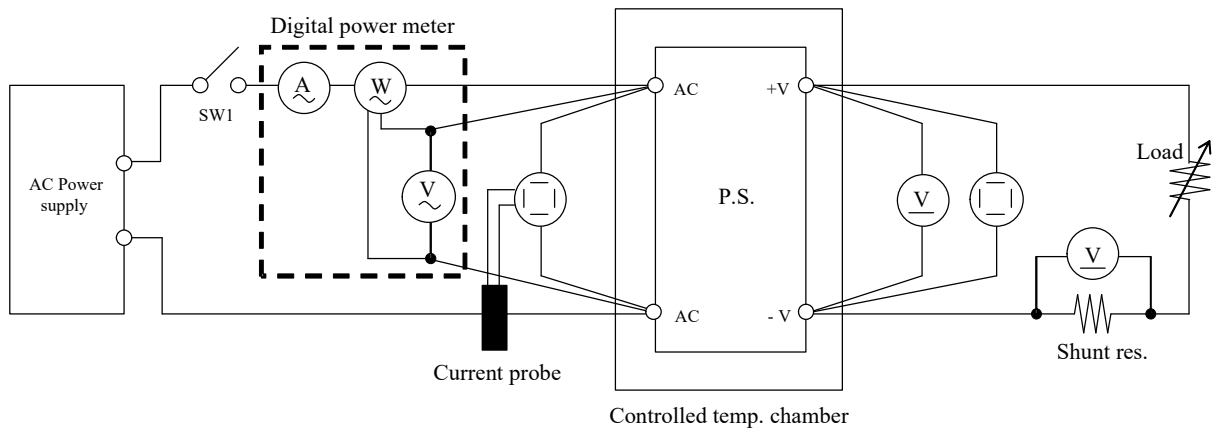 Digital power meter
SW1
A
W
V
AC Power
supply
Current probe
AC
AC
P.S.
+V
- V
V
Load
V
Shunt res.
Controlled temp. chamber